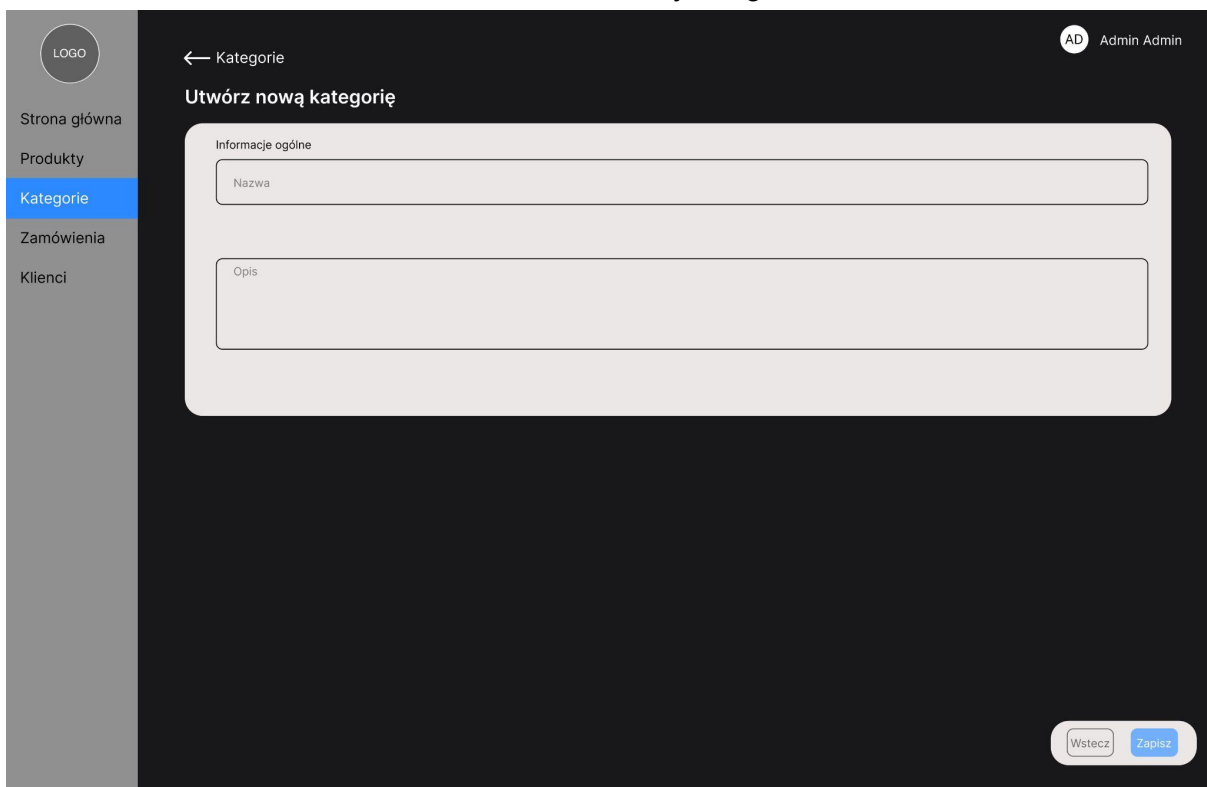 LOGO
AD Admin Admin
← Kategorie
Utwórz nową kategorię
Strona główna
Produkty
Kategorie
Zamówienia
Klienci
Informacje ogólne
Nazwa
Opis
Wstecz Zapisz